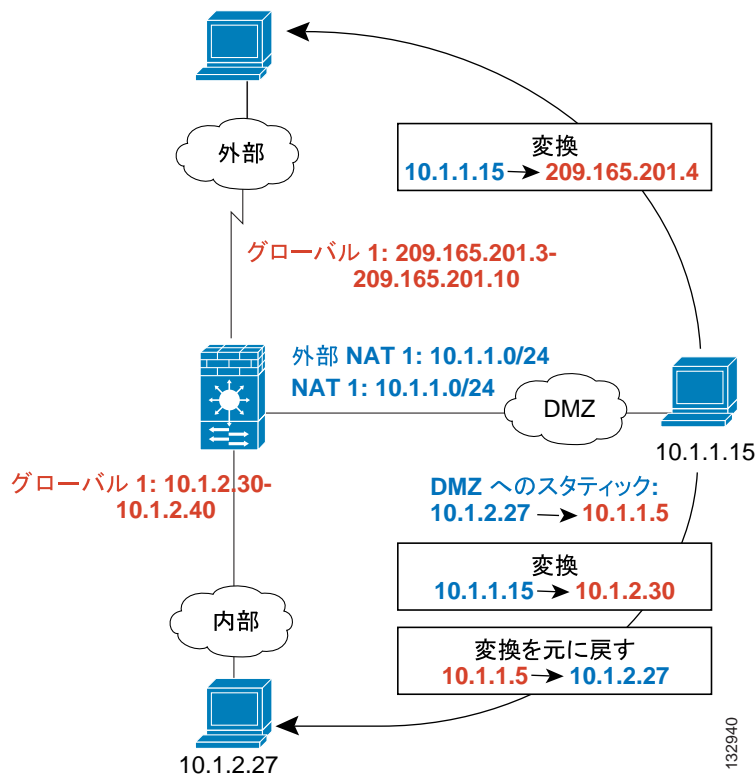 外部
変換
10.1.1.15 → 209.165.201.4
グローバル 1: 209.165.201.3-
209.165.201.10
外部 NAT 1: 10.1.1.0/24
NAT 1: 10.1.1.0/24
DMZ
10.1.1.15
グローバル 1: 10.1.2.30-
10.1.2.40
DMZ へのスタティック:
10.1.2.27 → 10.1.1.5
変換
10.1.1.15 → 10.1.2.30
内部
変換を元に戻す
10.1.1.5 → 10.1.2.27
10.1.2.27
132940